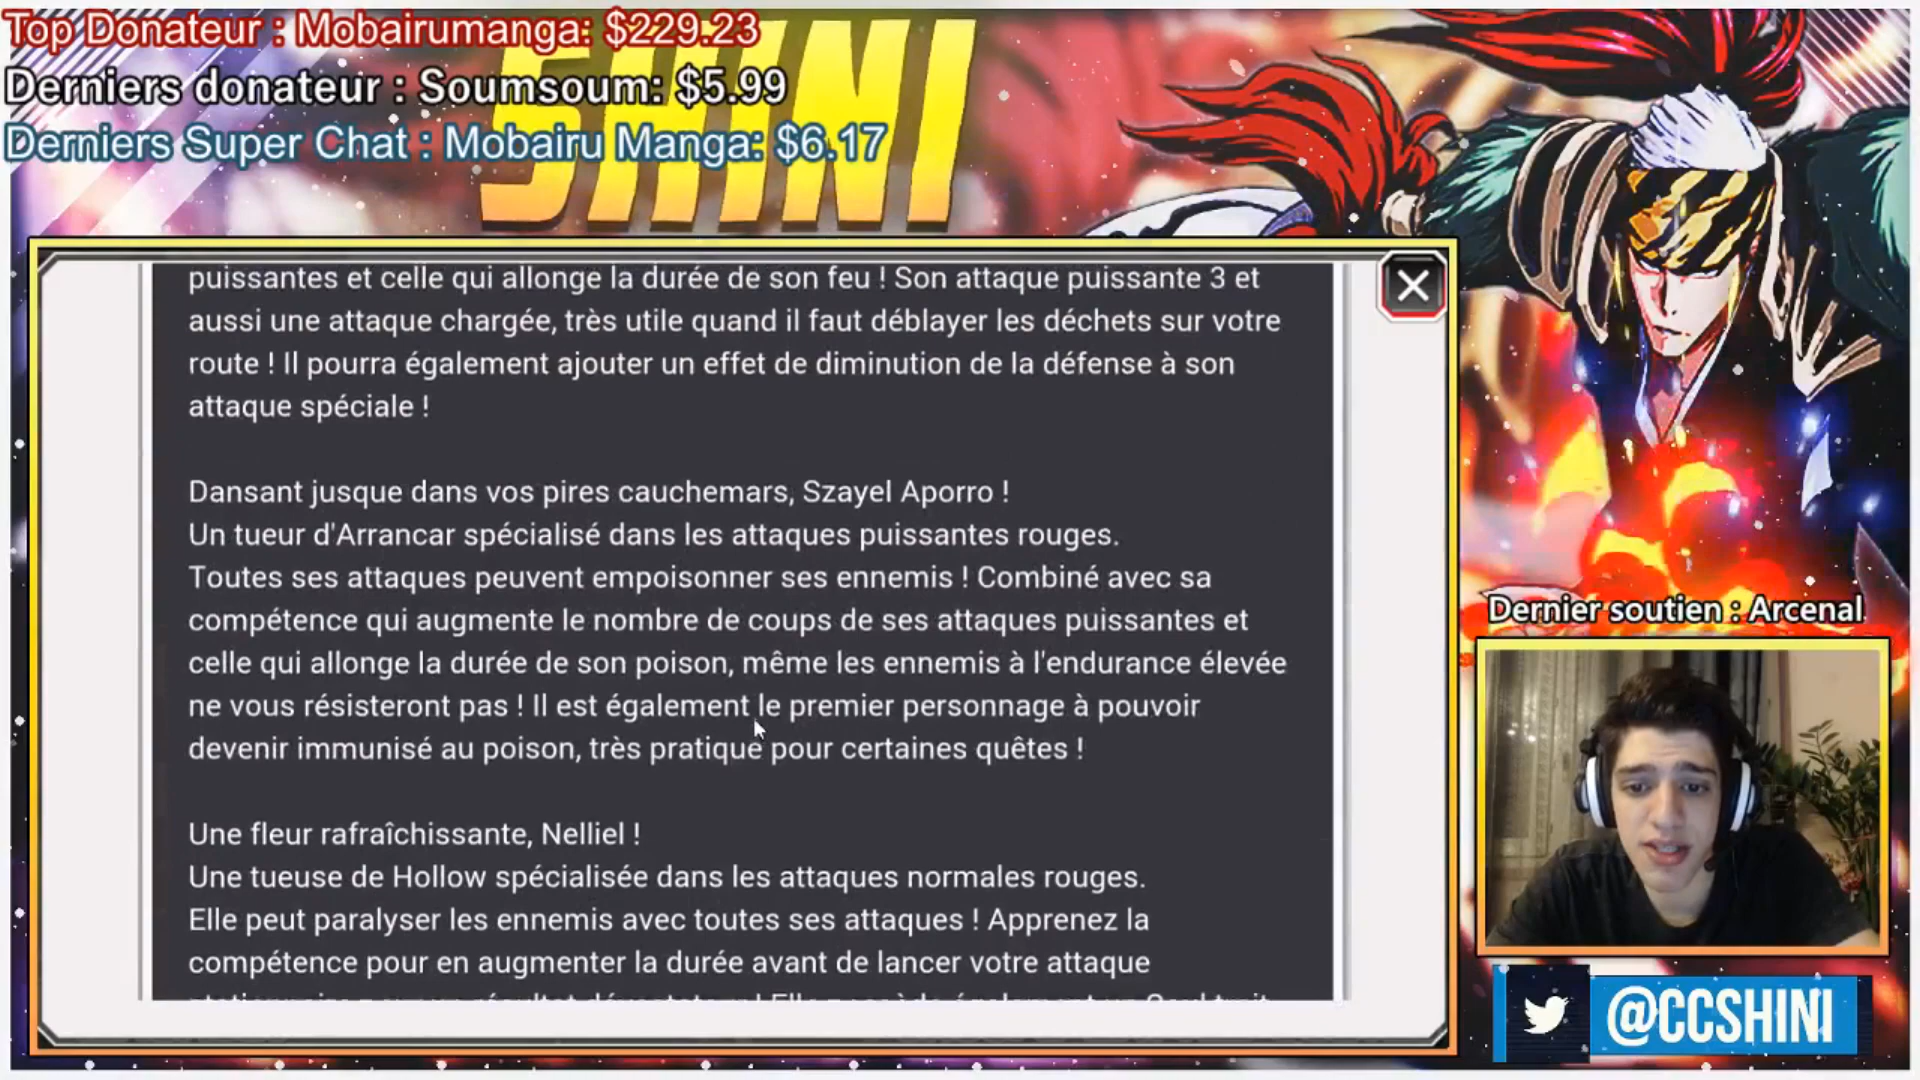 Top Donateur : Mobairumanga: $229.23
Derniers donateur : Soumsoum: $5.99
Derniers Super Chat : Mobairu Manga: $6.17
SHINI
puissantes et celle qui allonge la durée de son feu ! Son attaque puissante 3 et
aussi une attaque chargée, très utile quand il faut déblayer les déchets sur votre
route ! Il pourra également ajouter un effet de diminution de la défense à son
attaque spéciale !
Dansant jusque dans vos pires cauchemars, Szayel Aporro !
Un tueur d'Arrancar spécialisé dans les attaques puissantes rouges.
Toutes ses attaques peuvent empoisonner ses ennemis ! Combiné avec sa
compétence qui augmente le nombre de coups de ses attaques puissantes et
celle qui allonge la durée de son poison, même les ennemis à l'endurance élevée
ne vous résisteront pas ! Il est également le premier personnage à pouvoir
devenir immunisé au poison, très pratique pour certaines quêtes !
Une fleur rafraîchissante, Nelliel !
Une tueuse de Hollow spécialisée dans les attaques normales rouges.
Elle peut paralyser les ennemis avec toutes ses attaques ! Apprenez la
compétence pour en augmenter la durée avant de lancer votre attaque
Dernier soutien : Arcenal
@CCSHINI